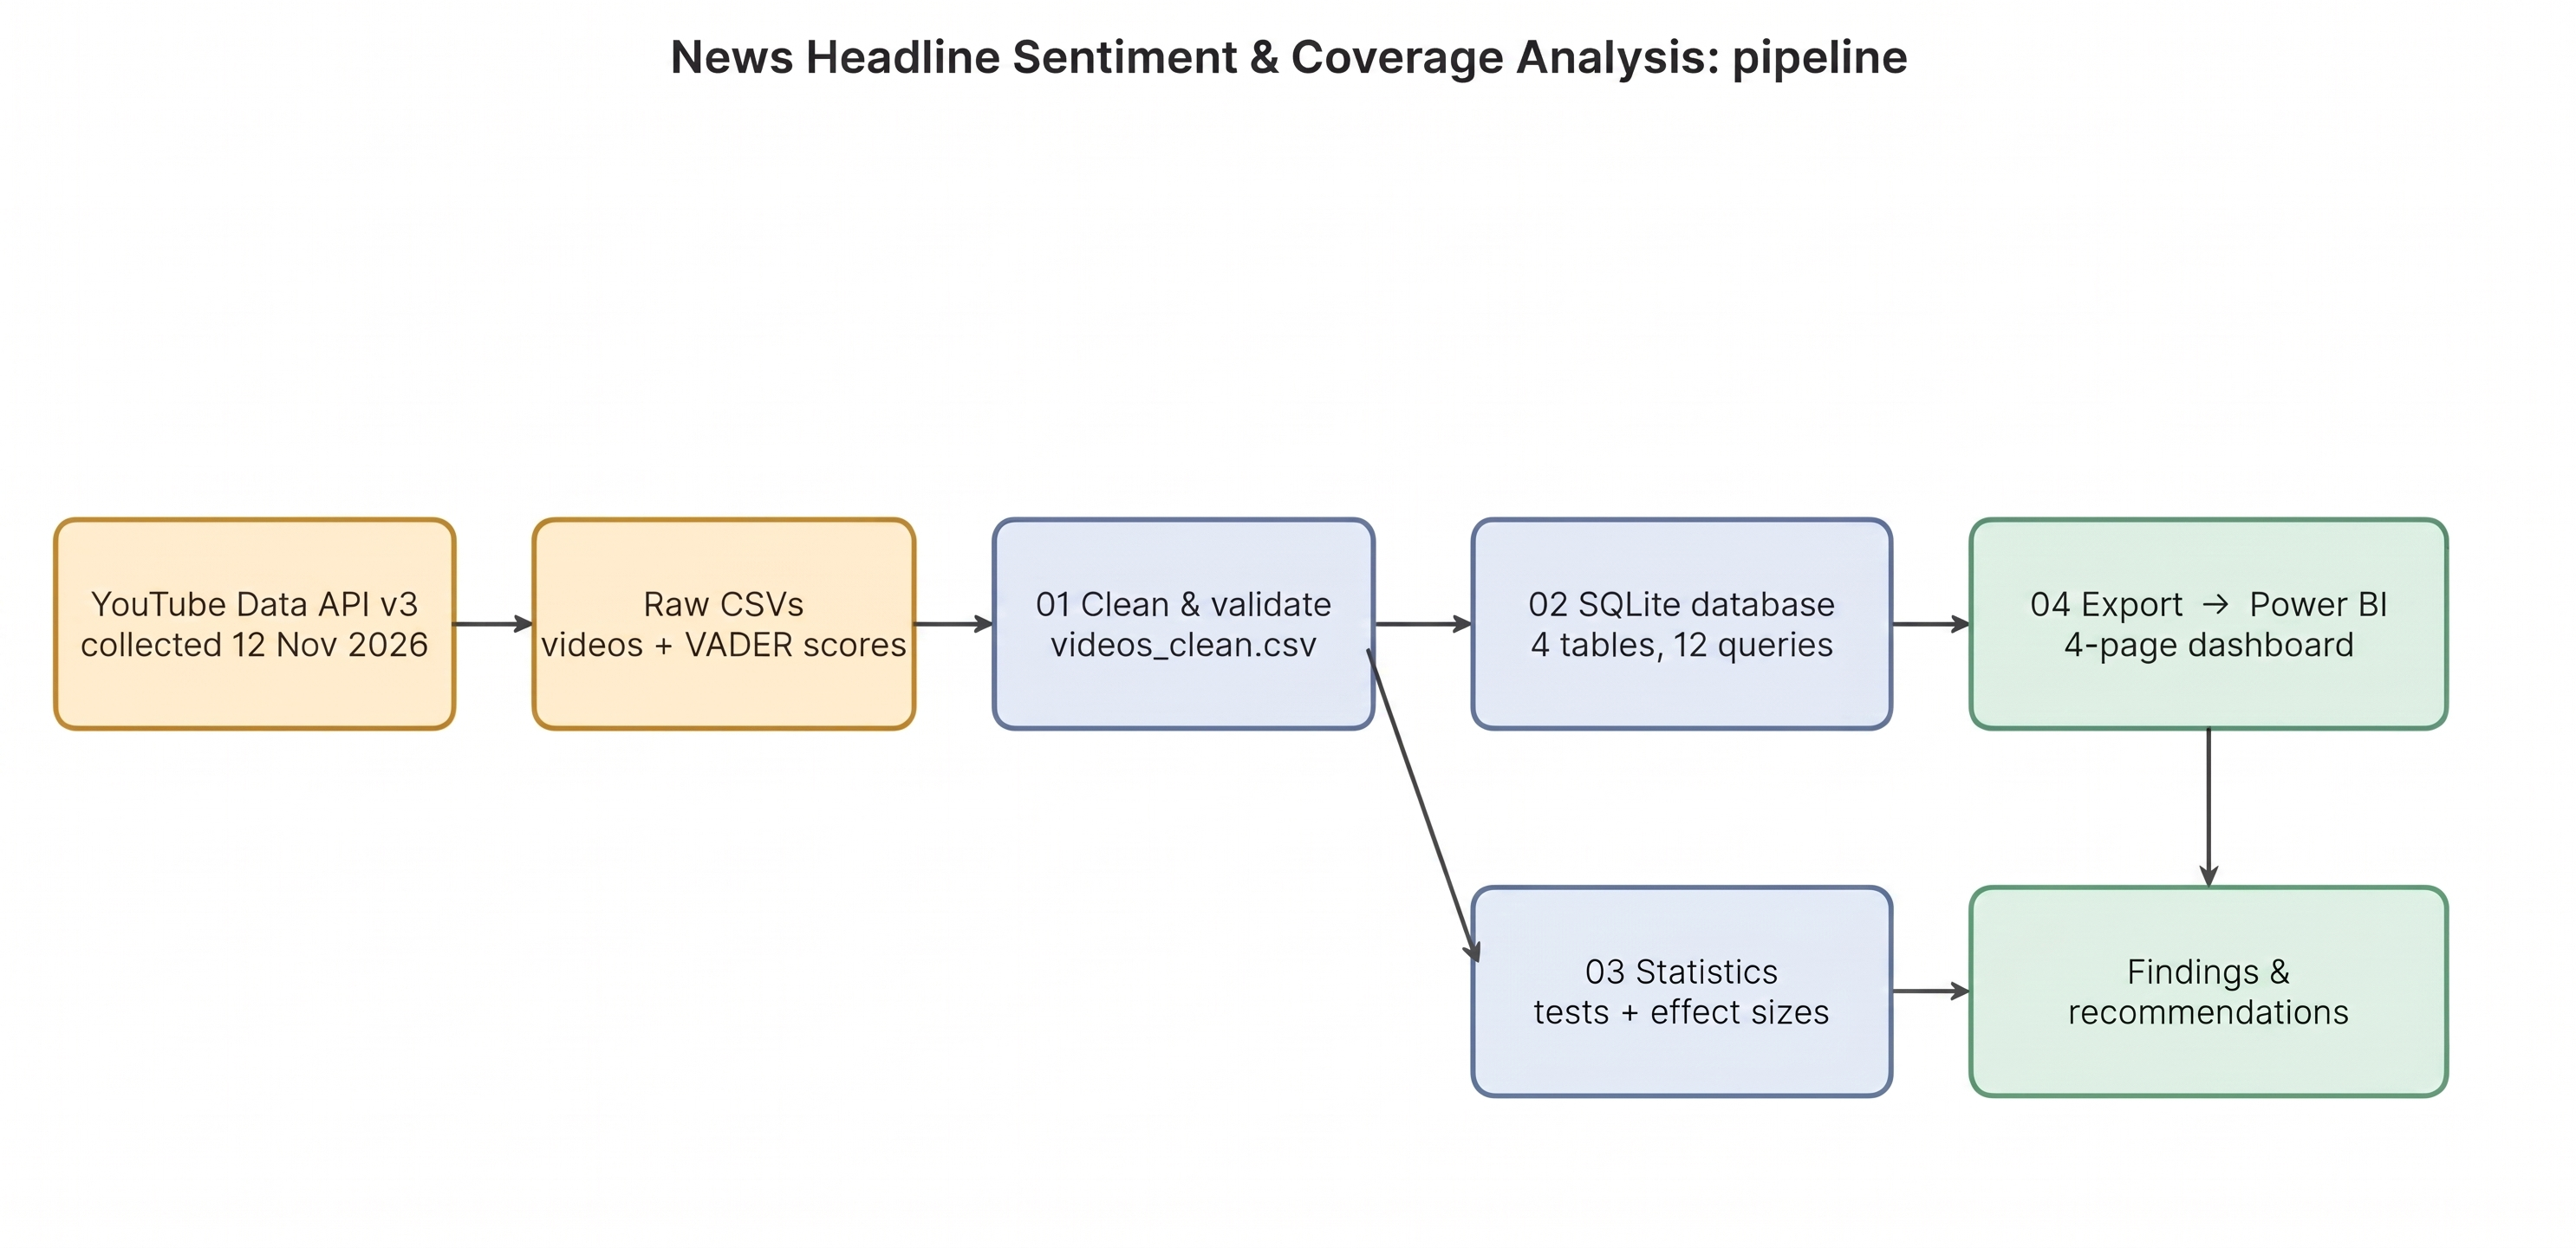 News Headline Sentiment & Coverage Analysis: pipeline
YouTube Data API v3
collected 12 Nov 2026
Raw CSVs
videos + VADER scores
01 Clean & validate
videos_clean.csv
02 SQLite database
4 tables, 12 queries
04 Export → Power BI
4-page dashboard
03 Statistics
tests + effect sizes
Findings &
recommendations